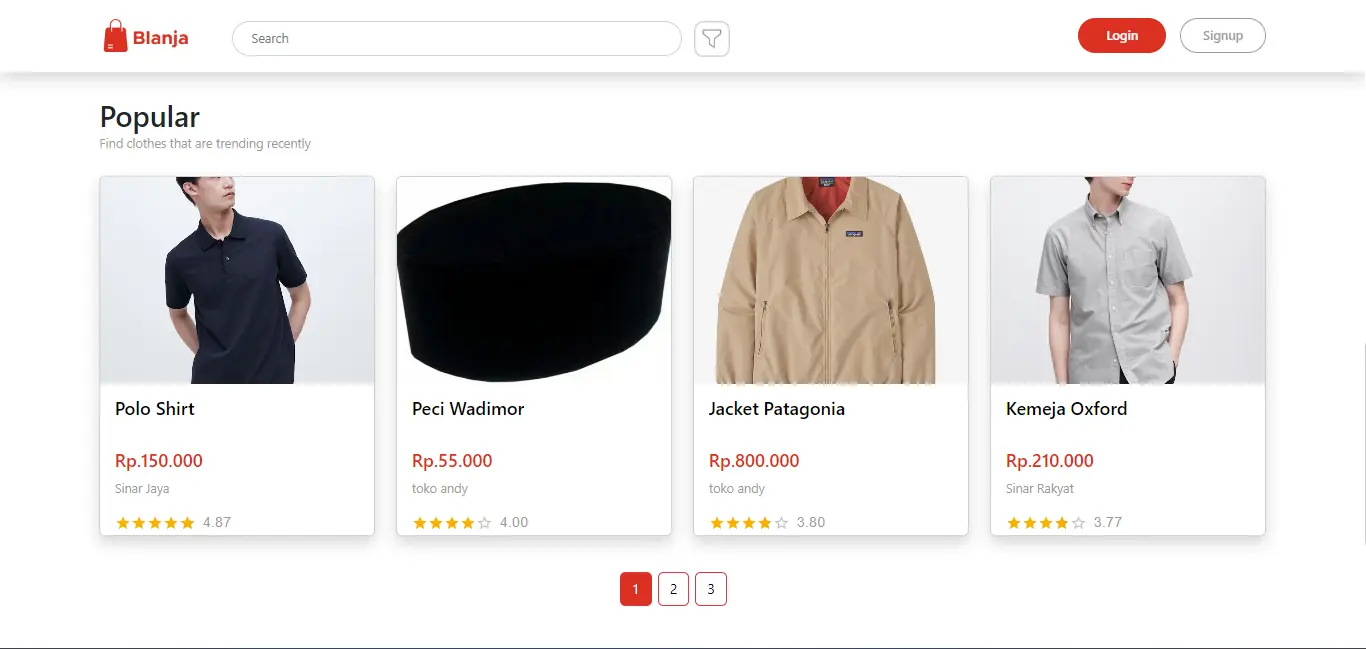 Blanja
Search
Login
Signup
Popular
Find clothes that are trending recently
Polo Shirt
Rp.150.000
Sinar Jaya
4.87
Peci Wadimor
Rp.55.000
toko andy
4.00
Jacket Patagonia
Rp.800.000
toko andy
3.80
Kemeja Oxford
Rp.210.000
Sinar Rakyat
3.77
1 2 3